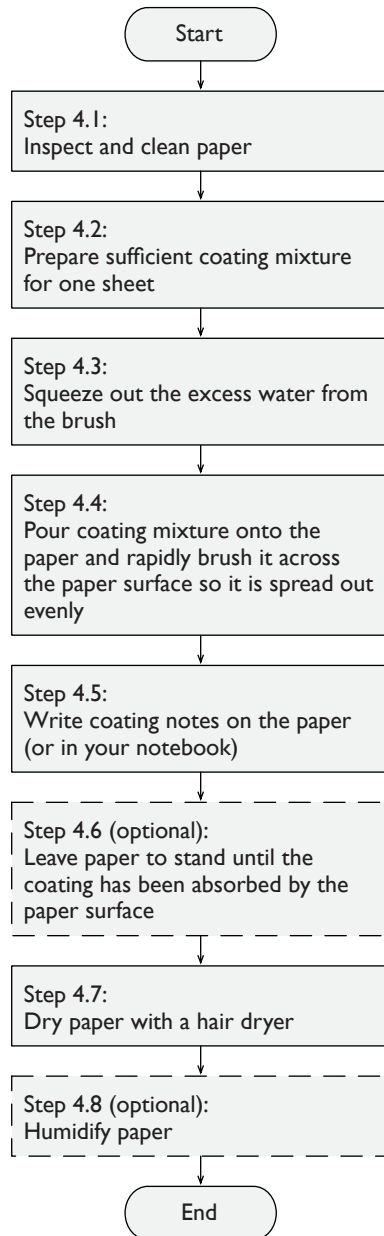 Start
Step 4.1:
Inspect and clean paper
Step 4.2:
Prepare sufficient coating mixture
for one sheet
Step 4.3:
Squeeze out the excess water from
the brush
Step 4.4:
Pour coating mixture onto the
paper and rapidly brush it across
the paper surface so it is spread out
evenly
Step 4.5:
Write coating notes on the paper
(or in your notebook)
Step 4.6 (optional):
Leave paper to stand until the
coating has been absorbed by the
paper surface
Step 4.7:
Dry paper with a hair dryer
Step 4.8 (optional):
Humidify paper
End